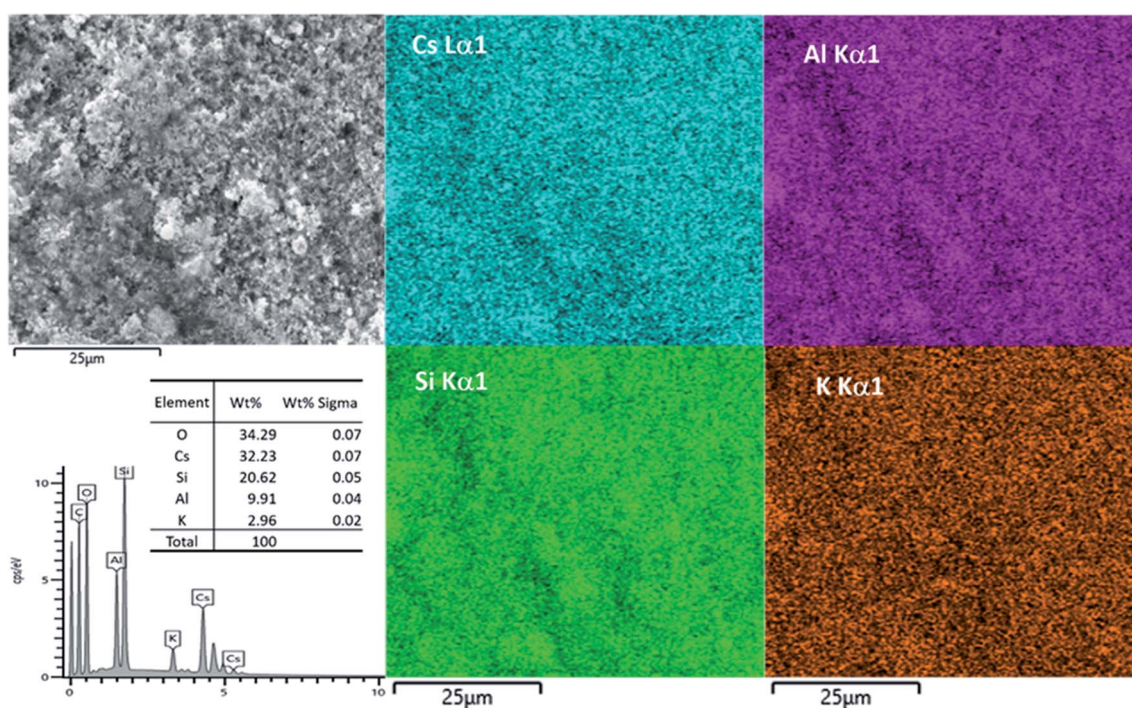 Cs Lα1
Al Kα1
25μm
Si Kα1
K Kα1
Element Wt% Wt% Sigma
O 34.29 0.07
Cs 32.23 0.07
Si 20.62 0.05
Al 9.91 0.04
K 2.96 0.02
Total 100
10
Si
O
C
Al
5
Cs
K
Cs
0
cps/eV
0 5 10
25μm
25μm